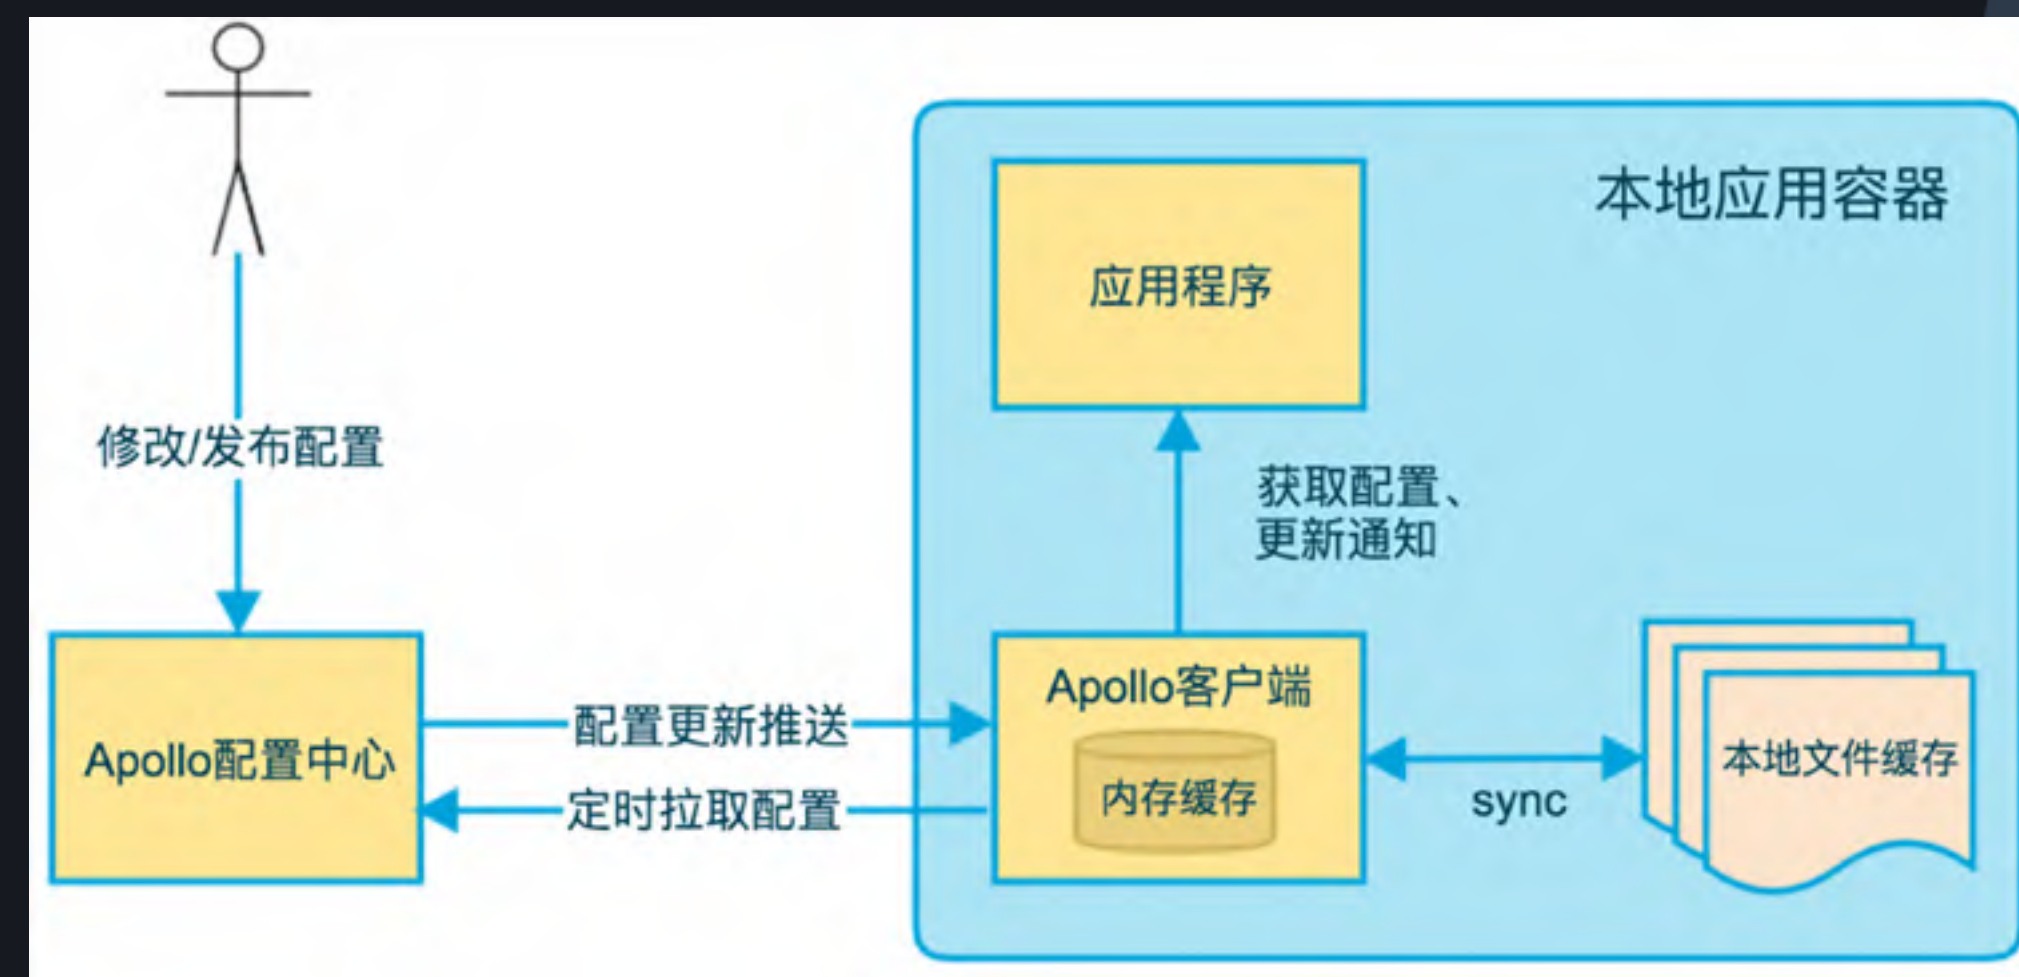 本地应用容器
应用程序
修改/发布配置
获取配置、
更新通知
Apollo配置中心
配置更新推送
定时拉取配置
Apollo客户端
内存缓存
sync
本地文件缓存